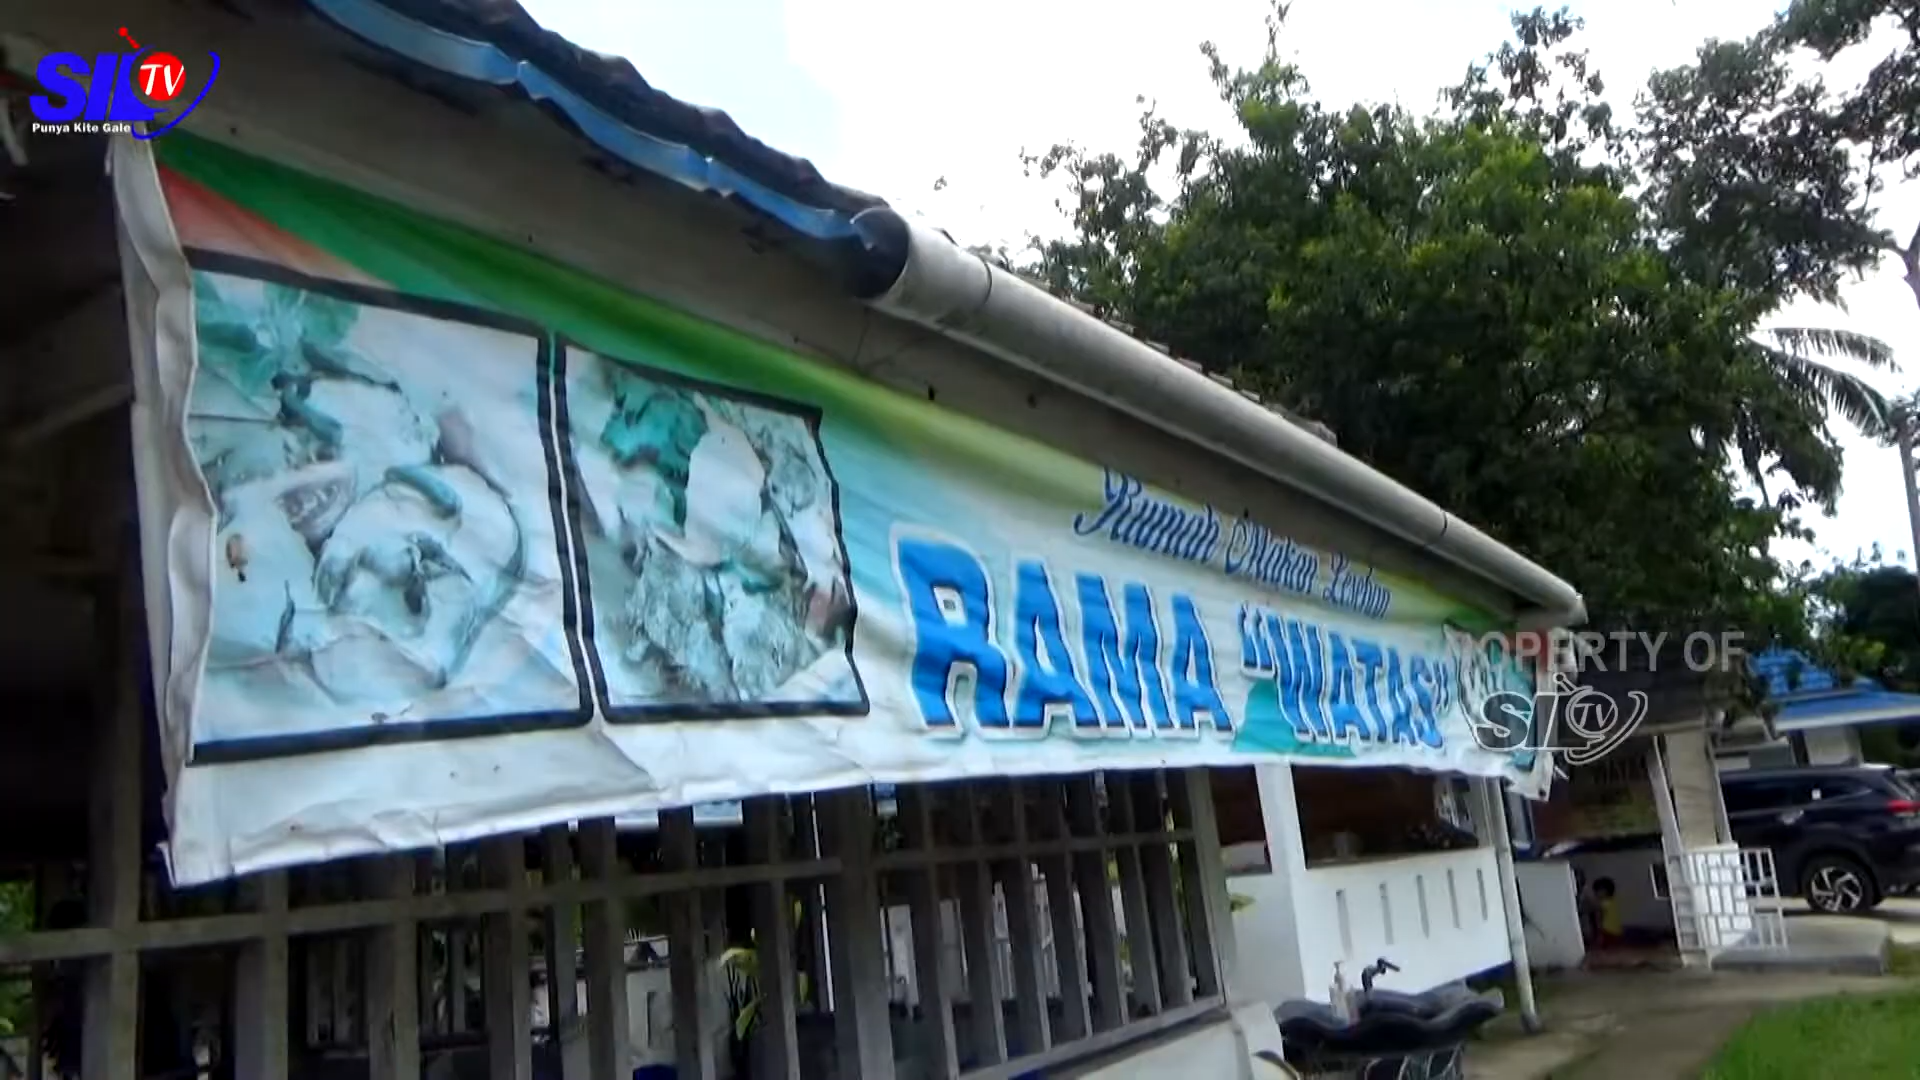 SIL TV
Punya Kite Gale
Rumah Makan Lesehan
RAMA "WATAS"
PROPERTY OF
SIL TV